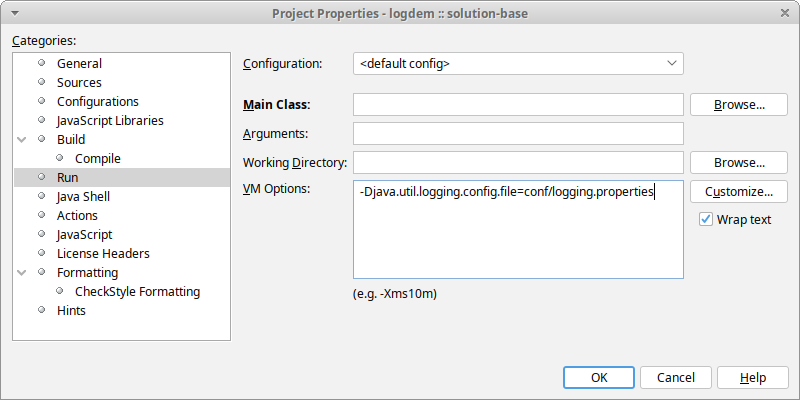 Project Properties - logdem :: solution-base
Categories:
General
Sources
Configurations
JavaScript Libraries
Build
Compile
Run
Java Shell
Actions
JavaScript
License Headers
Formatting
CheckStyle Formatting
Hints
Configuration: <default config>
Main Class: Browse...
Arguments:
Working Directory: Browse...
VM Options: -Djava.util.logging.config.file=conf/logging.properties Customize...
Wrap text
(e.g. -Xms10m)
OK Cancel Help